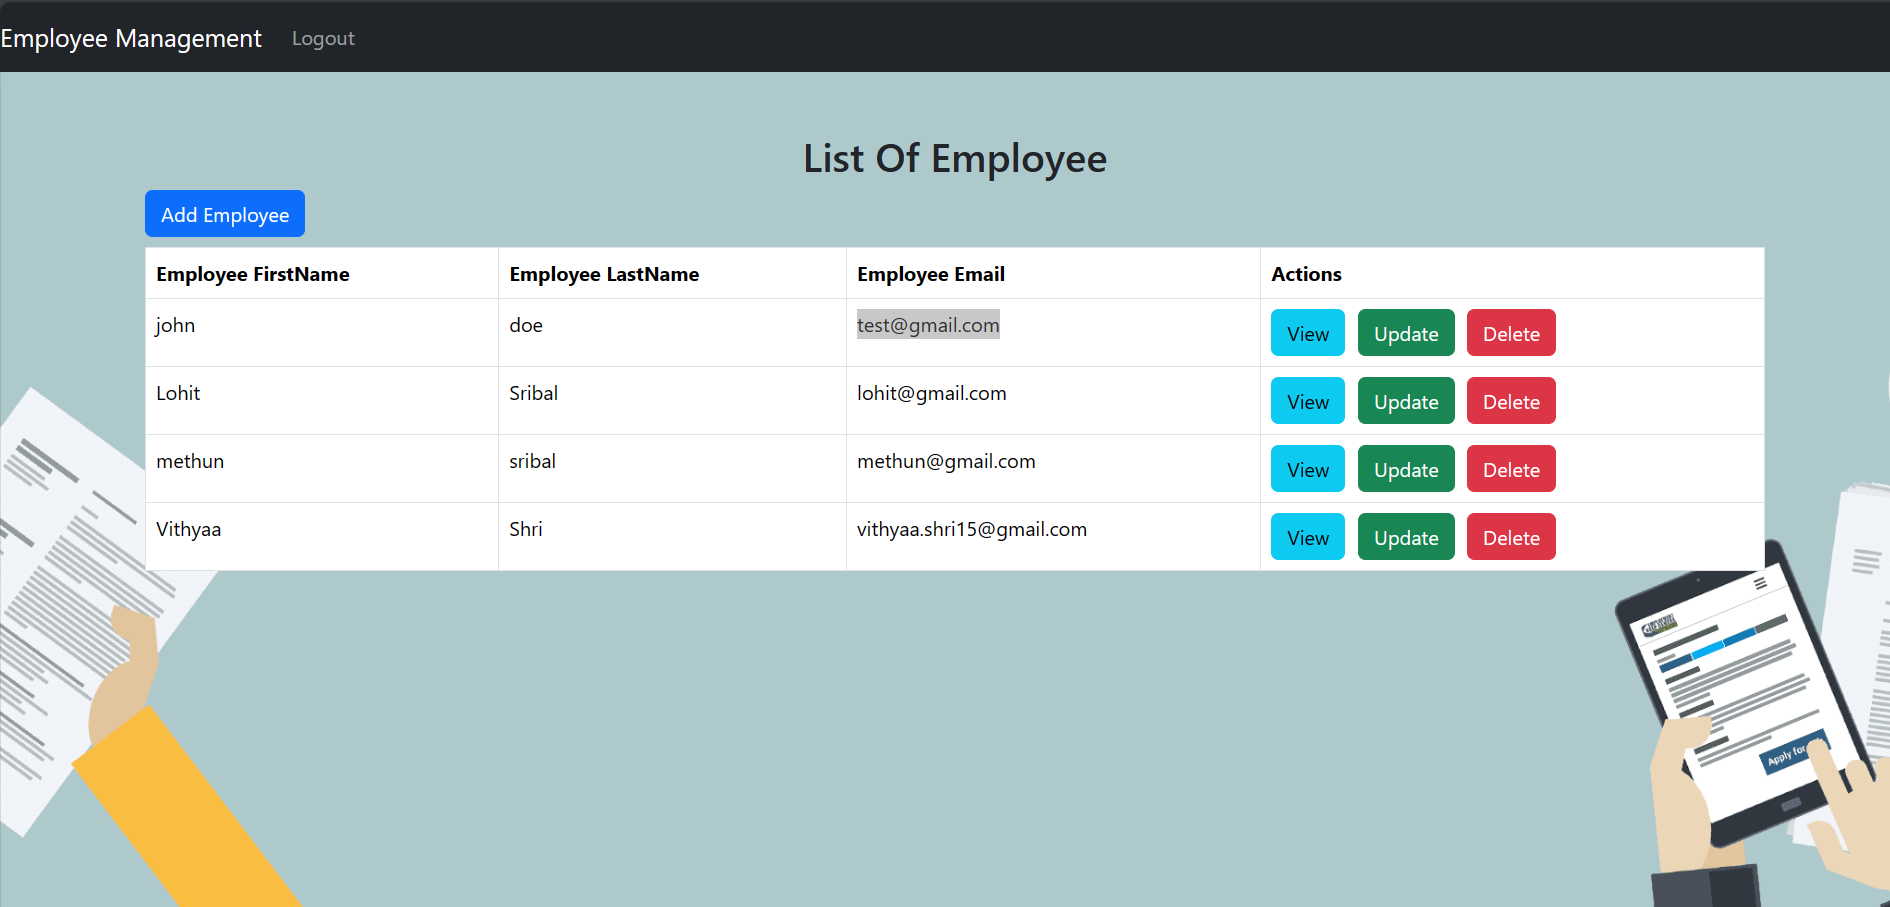 Employee Management Logout
List Of Employee
Add Employee
Employee FirstName Employee LastName Employee Email Actions
john doe test@gmail.com View Update Delete
Lohit Sribal lohit@gmail.com View Update Delete
methun sribal methun@gmail.com View Update Delete
Vithyaa Shri vithyaa.shri15@gmail.com View Update Delete
Apply for